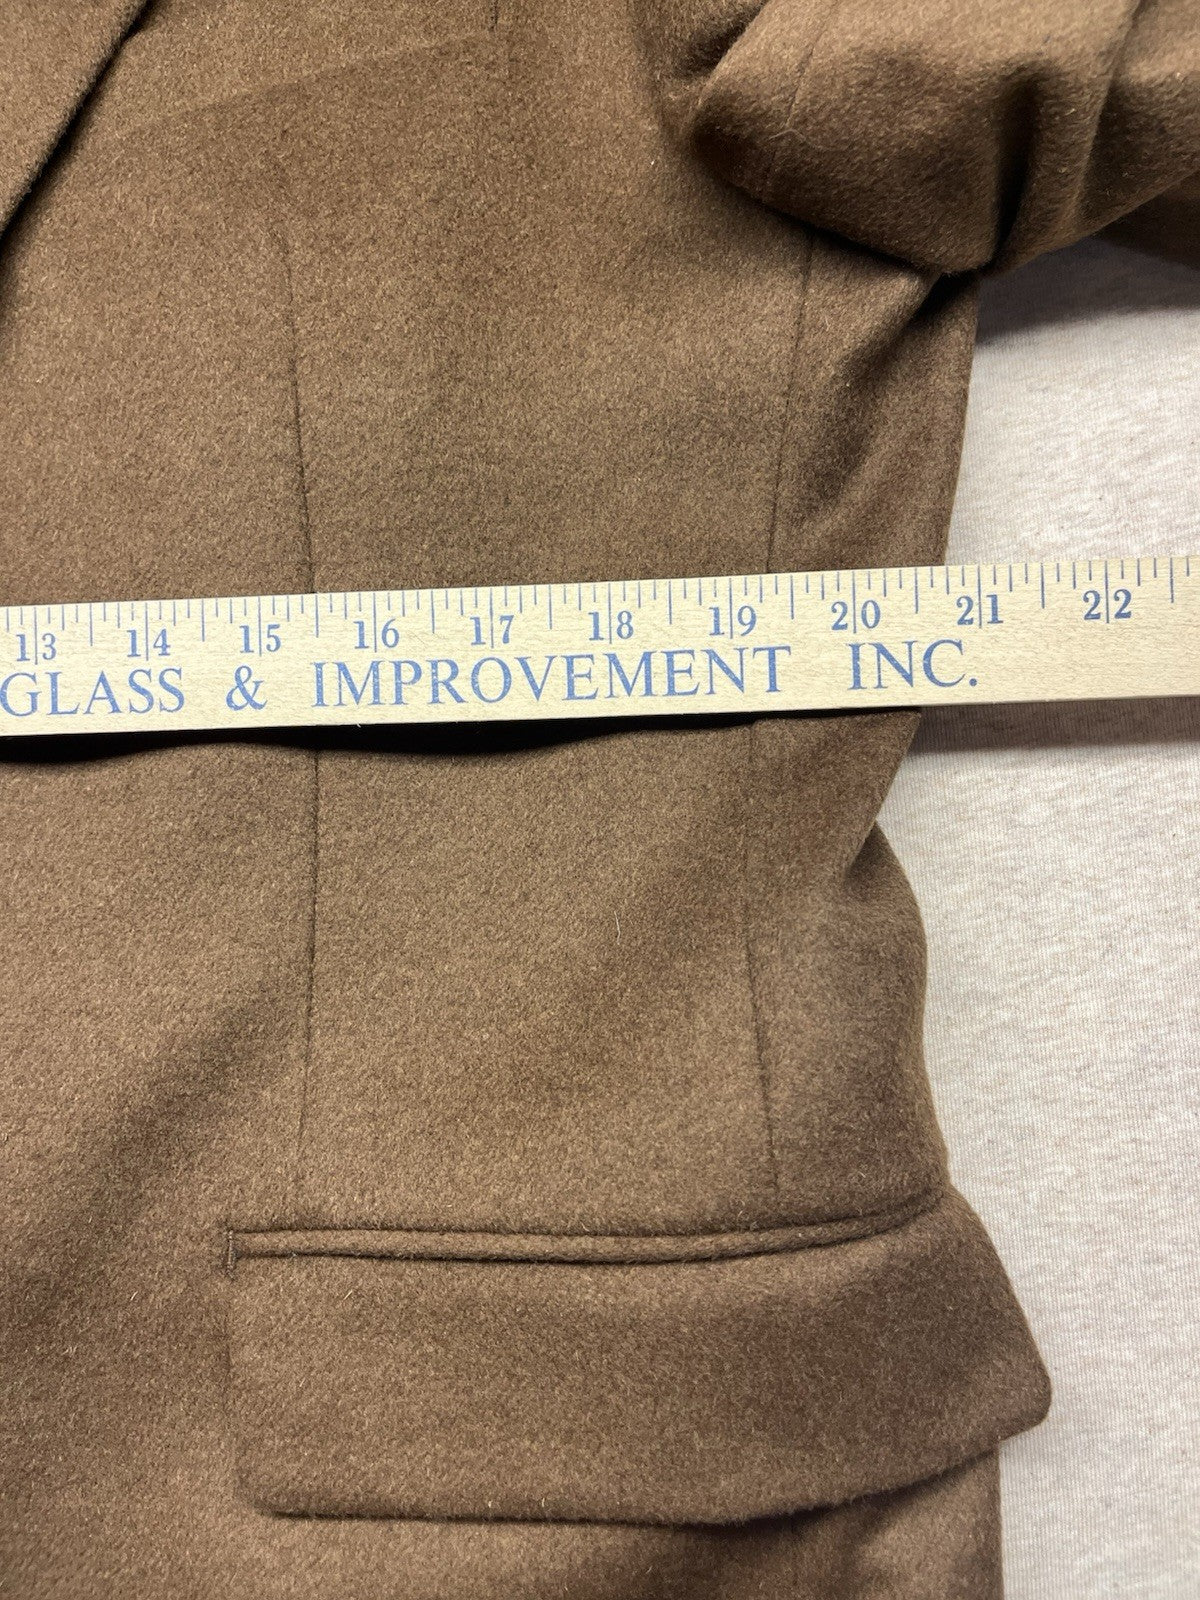 13 14 15 16 17 18 19 20 21 22
GLASS & IMPROVEMENT INC.